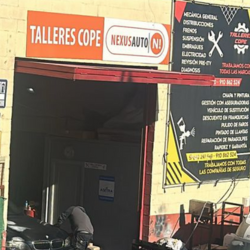 TALLERES COPE
NEXUSAUTO
MECÁNICA GENERAL
DISTRIBUCIONES
FRENOS
SUSPENSIÓN
EMBRAGUES
ELECTRICIDAD
REVISIÓN PRE-ITV
DIAGNOSIS
TALLERES
COPE
TRABAJAMOS CON
TODAS LAS
CHAPA Y PINTURA
GESTIÓN CON ASEGURADORAS
VEHÍCULO DE SUSTITUCIÓN
DESCUENTO EN FRANQUICIAS
PULIDO DE FAROS
PINTADO DE LLANTAS
REPARACIÓN DE PARAGOLPES
RAPIDEZ Y GARANTÍA
TRABAJAMOS CON TODAS
LAS COMPAÑÍAS DE SEGURO